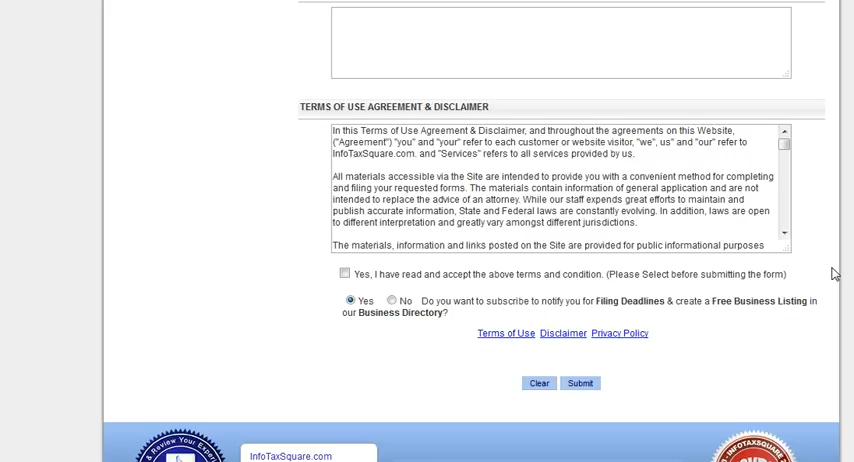 TERMS OF USE AGREEMENT & DISCLAIMER
In this Terms of Use Agreement & Disclaimer, and throughout the agreements on this Website,
("Agreement") "you" and "your" refer to each customer or website visitor, "we", us" and "our" refer to
InfoTaxSquare.com. and "Services" refers to all services provided by us.
All materials accessible via the Site are intended to provide you with a convenient method for completing
and filing your requested forms. The materials contain information of general application and are not
intended to replace the advice of an attorney. While our staff expends great efforts to maintain and
publish accurate information, State and Federal laws are constantly evolving. In addition, laws are open
to different interpretation and greatly vary amongst different jurisdictions.
The materials, information and links posted on the Site are provided for public informational purposes
Yes, I have read and accept the above terms and condition. (Please Select before submitting the form)
Yes No Do you want to subscribe to notify you for Filing Deadlines & create a Free Business Listing in
our Business Directory?
Terms of Use Disclaimer Privacy Policy
Clear Submit
& Review Your
InfoTaxSquare.com
INFOTAXSQUARE